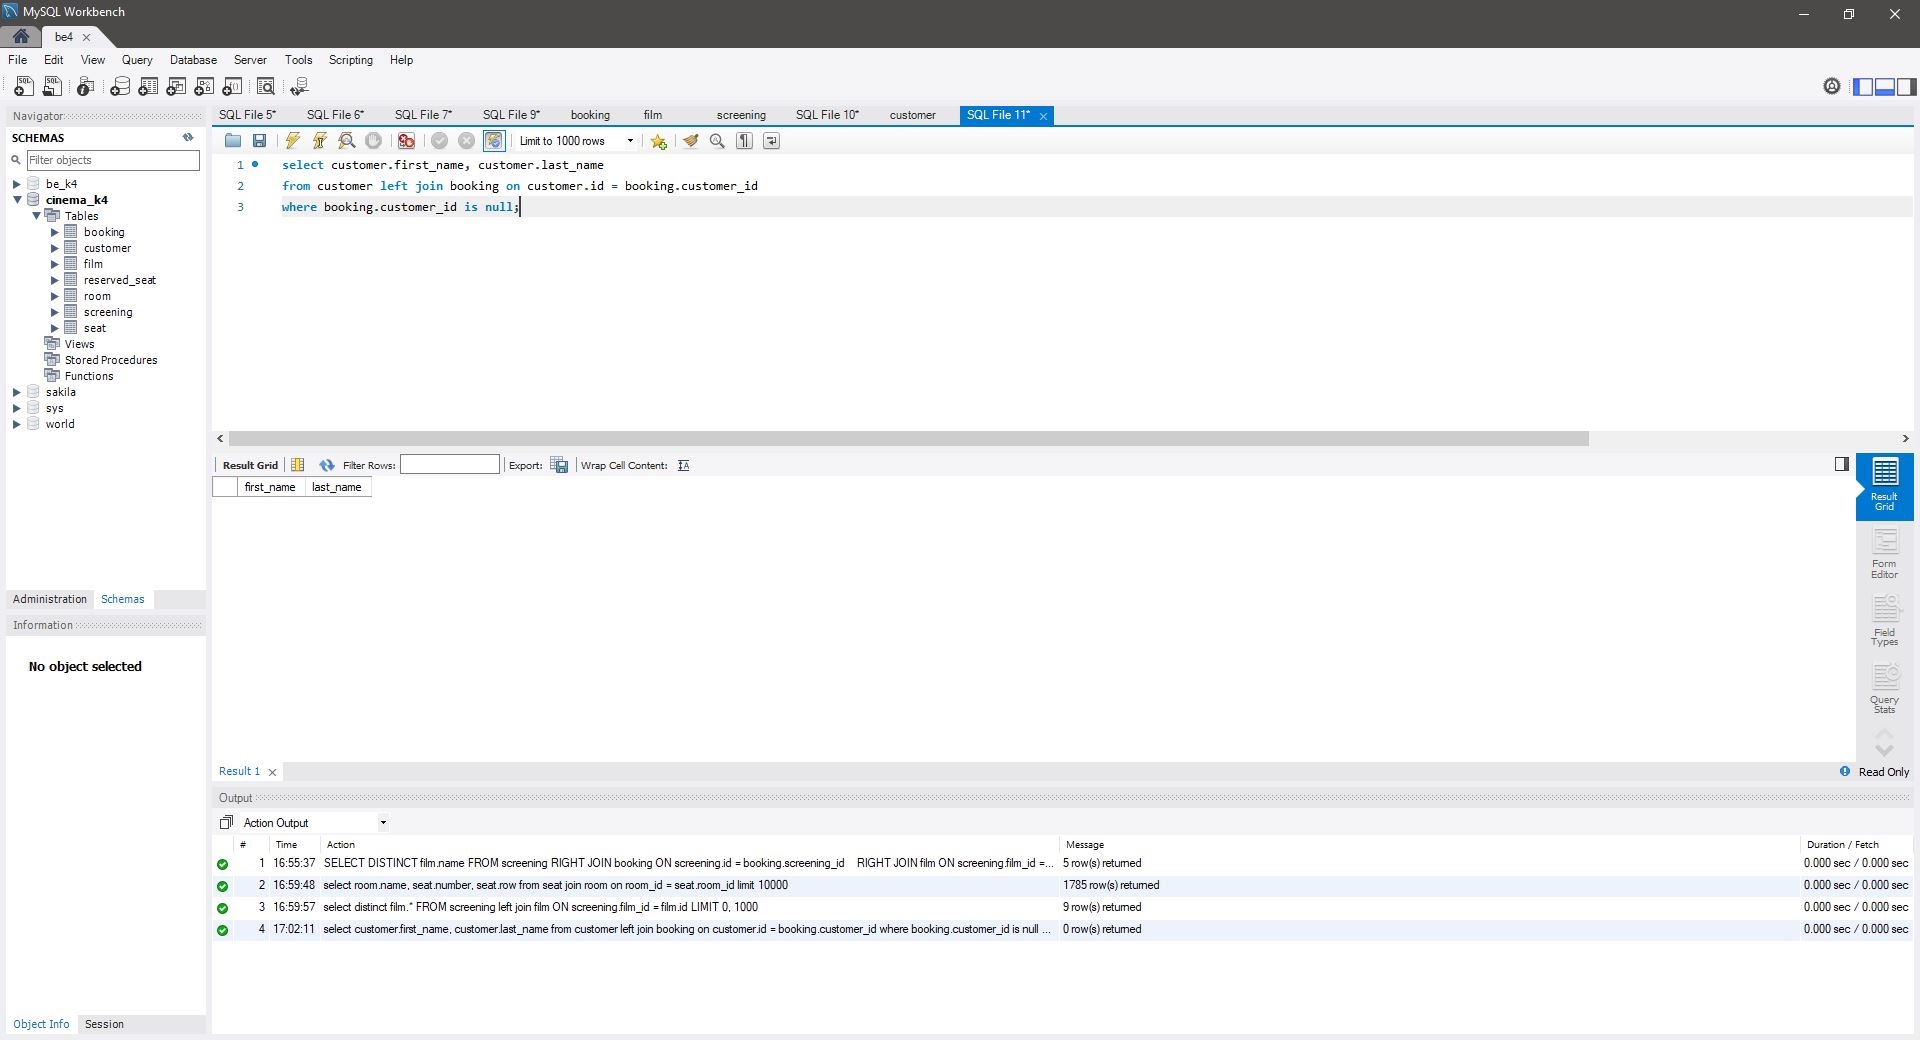 MySQL Workbench
be4
File Edit View Query Database Server Tools Scripting Help
Navigator
SCHEMAS
Filter objects
be_k4
cinema_k4
Tables
booking
customer
film
reserved_seat
room
screening
seat
Views
Stored Procedures
Functions
sakila
sys
world
Administration Schemas
Information
No object selected
Object Info Session
SQL File 5* SQL File 6* SQL File 7* SQL File 9* booking film screening SQL File 10* customer SQL File 11*
Limit to 1000 rows
1 select customer.first_name, customer.last_name
2 from customer left join booking on customer.id = booking.customer_id
3 where booking.customer_id is null;
Result Grid Filter Rows: Export: Wrap Cell Content:
first_name last_name
Result
Grid
Form
Editor
Field
Types
Query
Stats
Result 1 Read Only
Output
Action Output
# Time Action Message Duration / Fetch
1 16:55:37 SELECT DISTINCT film.name FROM screening RIGHT JOIN booking ON screening.id = booking.screening_id RIGHT JOIN film ON screening.film_id =... 5 row(s) returned 0.000 sec / 0.000 sec
2 16:59:48 select room.name, seat.number, seat.row from seat join room on room_id = seat.room_id limit 10000 1785 row(s) returned 0.000 sec / 0.000 sec
3 16:59:57 select distinct film.* FROM screening left join film ON screening.film_id = film.id LIMIT 0, 1000 9 row(s) returned 0.000 sec / 0.000 sec
4 17:02:11 select customer.first_name, customer.last_name from customer left join booking on customer.id = booking.customer_id where booking.customer_id is null ... 0 row(s) returned 0.000 sec / 0.000 sec